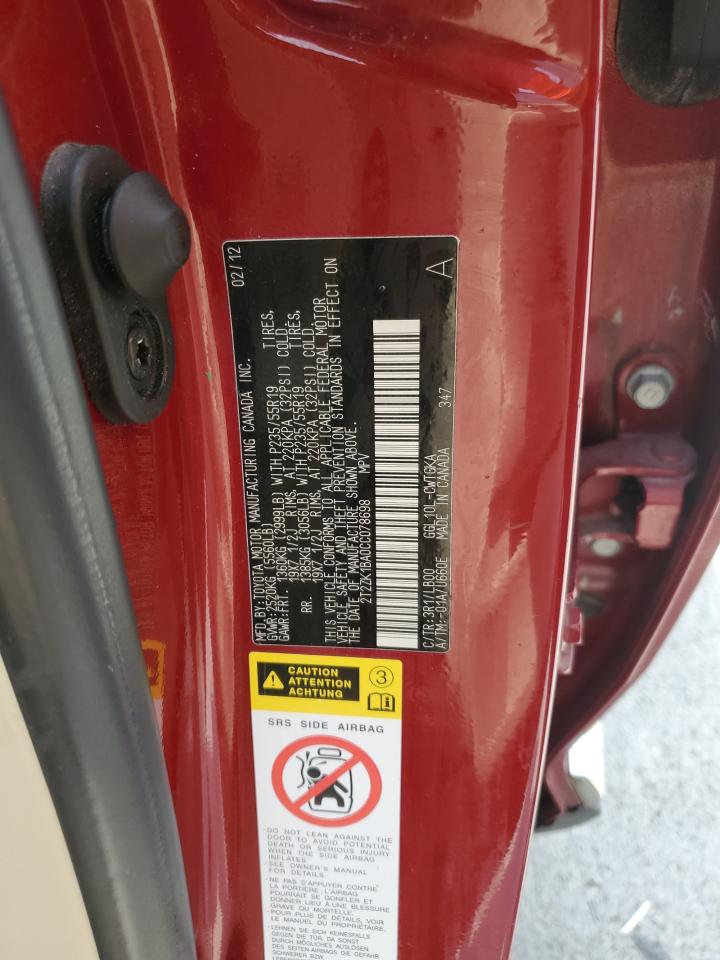 MFD.BY:TOYOTA MOTOR MANUFACTURING CANADA INC. 02/12
GVWR:2520KG (5560LB)
GAWR:FRT. 1360KG (2999LB) WITH P235/55R19 TIRES,
19X7 1/2J RIMS, AT 220KPA (32PSI) COLD.
RR. 1385KG (3056LB) WITH P235/55R19 TIRES,
19X7 1/2J RIMS, AT 220KPA (32PSI) COLD.
THIS VEHICLE CONFORMS TO ALL APPLICABLE FEDERAL MOTOR
VEHICLE SAFETY AND THEFT PREVENTION STANDARDS IN EFFECT ON
THE DATE OF MANUFACTURE SHOWN ABOVE.
2T2ZK1BA0CC078698 MPV
C/TR:3R1/LB00 GGL10L-CWTGKA
A/TM:-01A/U660E MADE IN CANADA 347 A
CAUTION
ATTENTION
ACHTUNG
3
SRS SIDE AIRBAG
·DO NOT LEAN AGAINST THE
DOOR TO AVOID POTENTIAL
DEATH OR SERIOUS INJURY
WHEN THE SIDE AIRBAG
INFLATES.
·SEE OWNER'S MANUAL
FOR DETAILS.
·NE PAS S'APPUYER CONTRE
LA PORTIÈRE:L'AIRBAG
POURRAIT SE GONFLER ET
CAUSER UNE BLESSURE
GRAVE OU MORTELLE.
·POUR PLUS DE DÉTAILS, VOIR
LE MANUEL DU PROPRIÉTAIRE.
·LEHNEN SIE SICH KEINESFALLS
GEGEN DIE TÜR, DA SONST
DURCH MÖGLICHES AUSLÖSEN
DES SEITEN-AIRBAGS DIE GEFAHR
SCHWERER BZW.